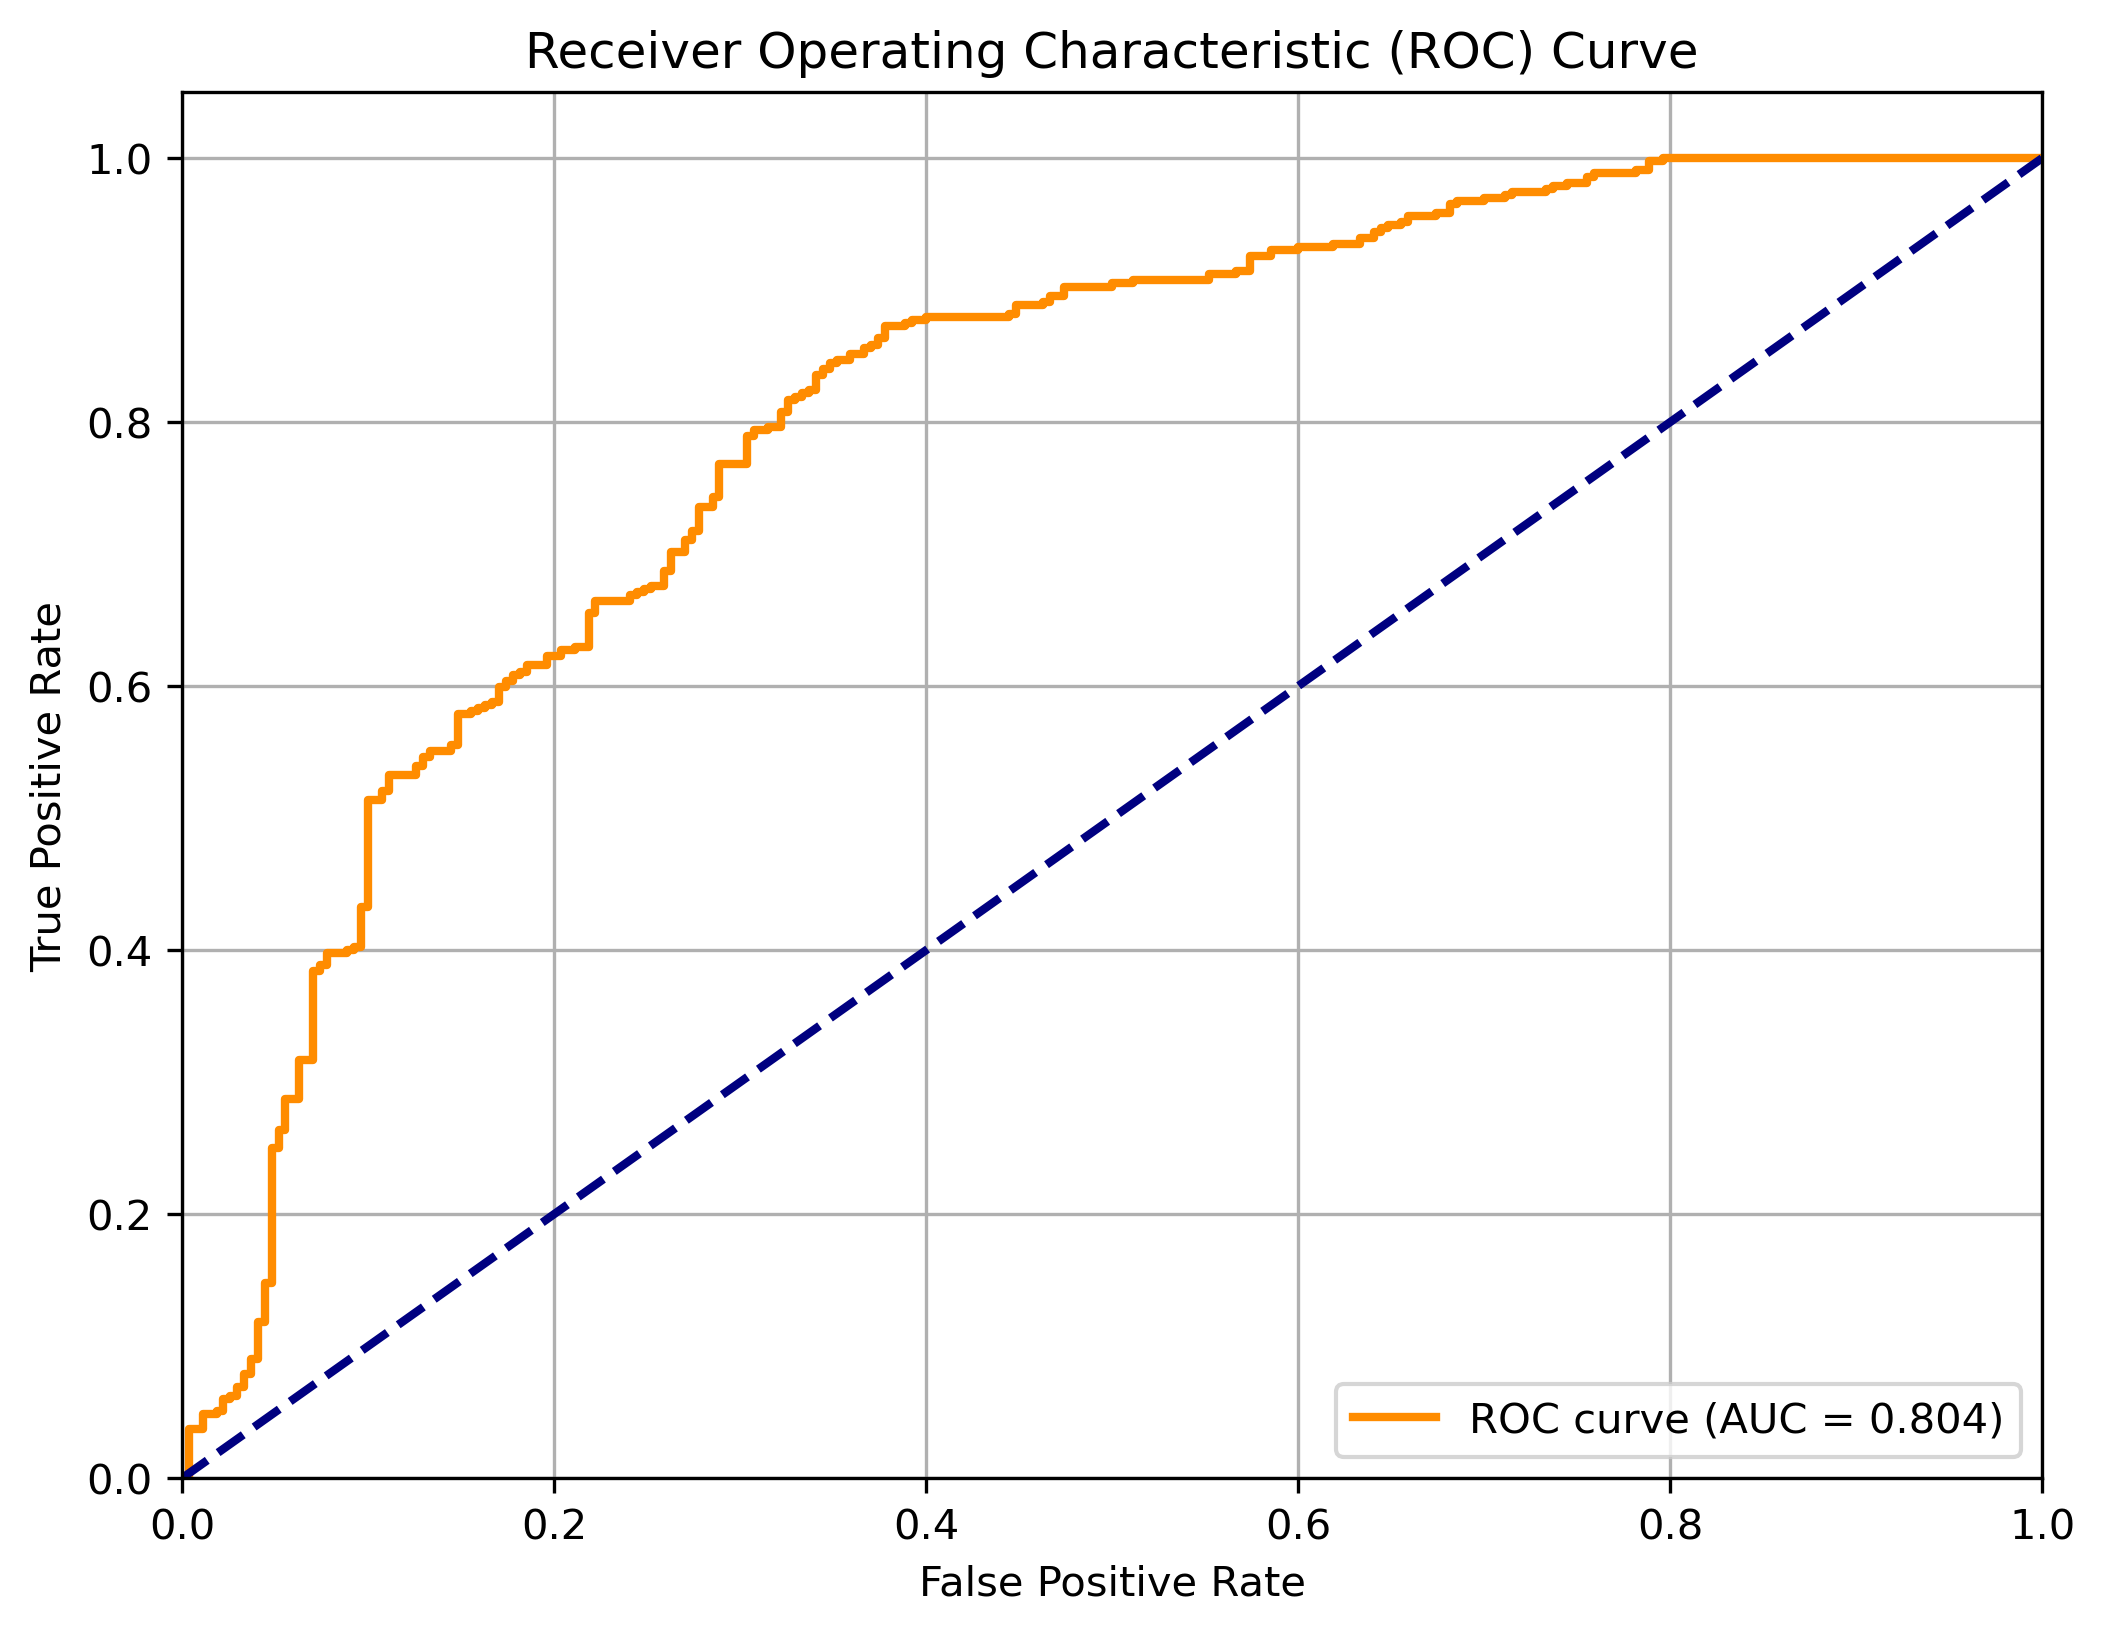 Receiver Operating Characteristic (ROC) Curve
True Positive Rate
1.0
0.8
0.6
0.4
0.2
0.0
ROC curve (AUC = 0.804)
0.0 0.2 0.4 0.6 0.8 1.0
False Positive Rate